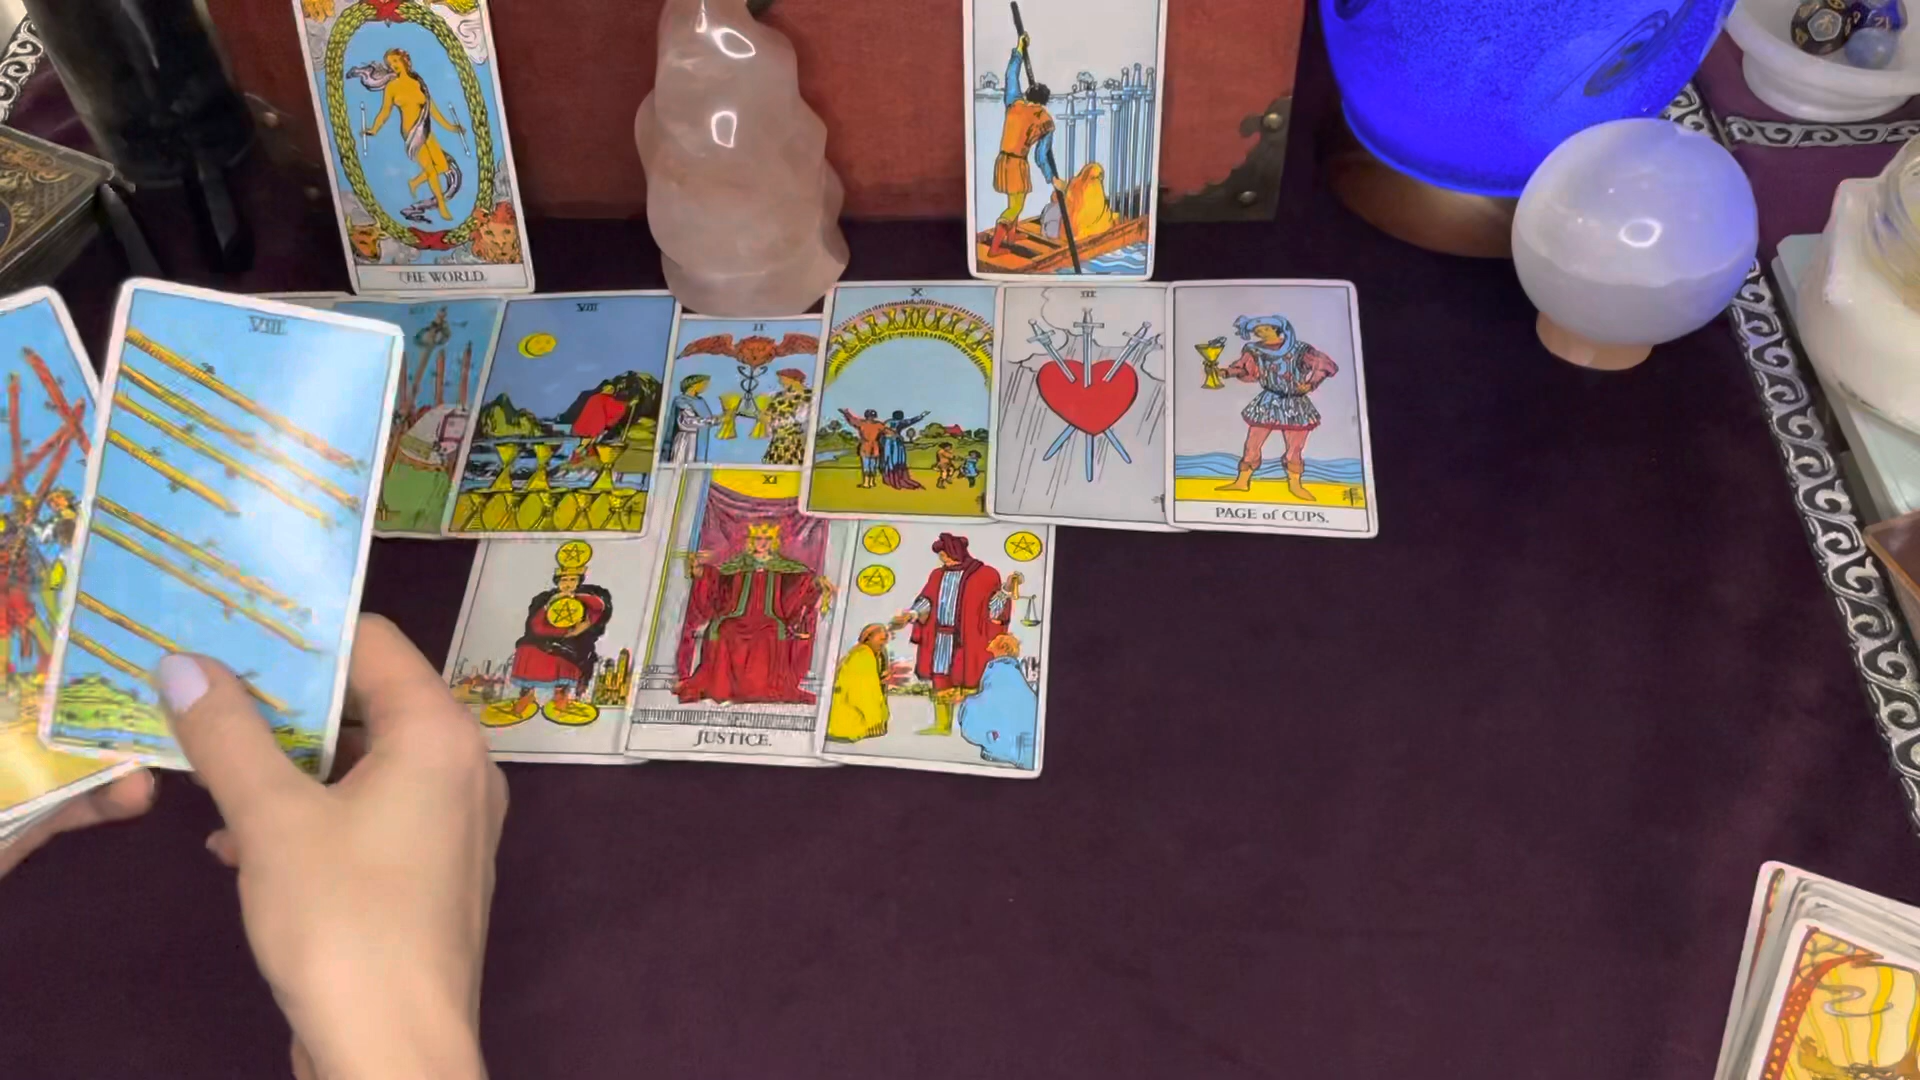 THE WORLD.
VIII
VIII
II
X
III
PAGE of CUPS.
XI
JUSTICE.